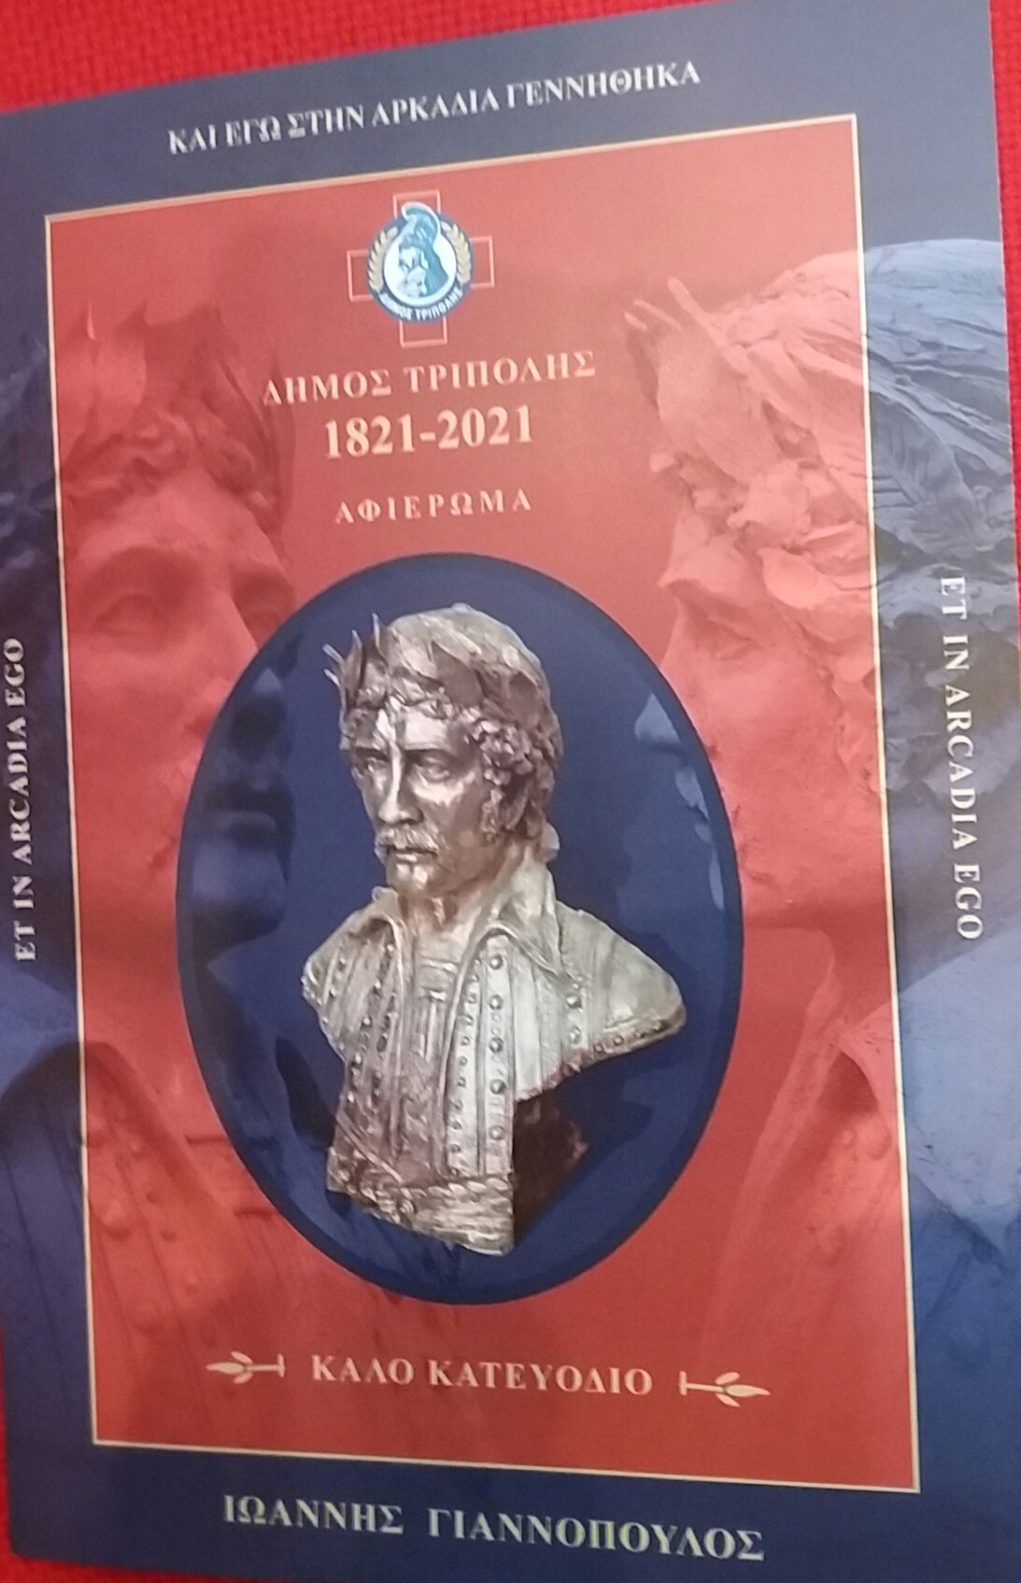 ΚΑΙ ΕΓΩ ΣΤΗΝ ΑΡΚΑΔΙΑ ΓΕΝΝΗΘΗΚΑ
ΔΗΜΟΣ ΤΡΙΠΟΛΗΣ
ΔΗΜΟΣ ΤΡΙΠΟΛΗΣ
1821-2021
ΑΦΙΕΡΩΜΑ
ET IN ARCADIA EGO
ET IN ARCADIA EGO
ΚΑΛΟ ΚΑΤΕΥΟΔΙΟ
ΙΩΑΝΝΗΣ ΓΙΑΝΝΟΠΟΥΛΟΣ